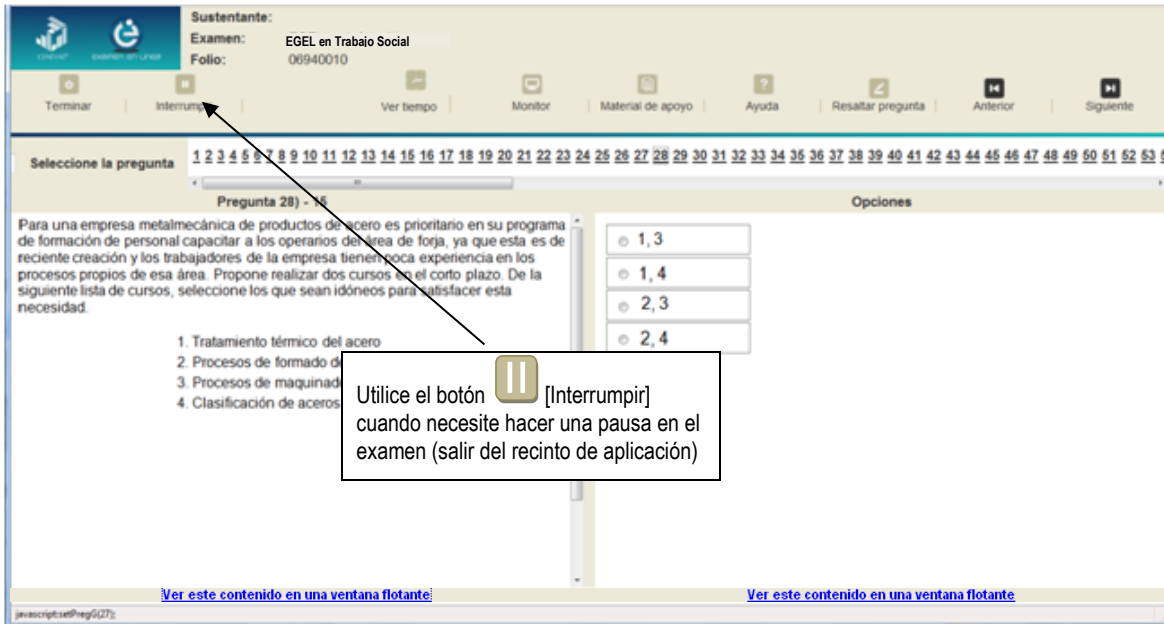 Sustentante:
Examen: EGEL en Trabajo Social
Folio: 06940010
CENEVAL
examen en línea
Terminar
Interrump
Ver tiempo
Monitor
Material de apoyo
Ayuda
Resaltar pregunta
Anterior
Siguiente
Seleccione la pregunta
1 2 3 4 5 6 7 8 9 10 11 12 13 14 15 16 17 18 19 20 21 22 23 24 25 26 27 28 29 30 31 32 33 34 35 36 37 38 39 40 41 42 43 44 45 46 47 48 49 50 51 52 53
Pregunta 28) - 15
Para una empresa metalmecánica de productos de acero es prioritario en su programa
de formación de personal capacitar a los operarios del área de forja, ya que esta es de
reciente creación y los trabajadores de la empresa tienen poca experiencia en los
procesos propios de esa área. Propone realizar dos cursos en el corto plazo. De la
siguiente lista de cursos, seleccione los que sean idóneos para satisfacer esta
necesidad.
1. Tratamiento térmico del acero
2. Procesos de formado d
3. Procesos de maquinad
4. Clasificación de aceros
Opciones
1, 3
1, 4
2, 3
2, 4
Utilice el botón [Interrumpir]
cuando necesite hacer una pausa en el
examen (salir del recinto de aplicación)
Ver este contenido en una ventana flotante
Ver este contenido en una ventana flotante
javascript:setPregG(27);